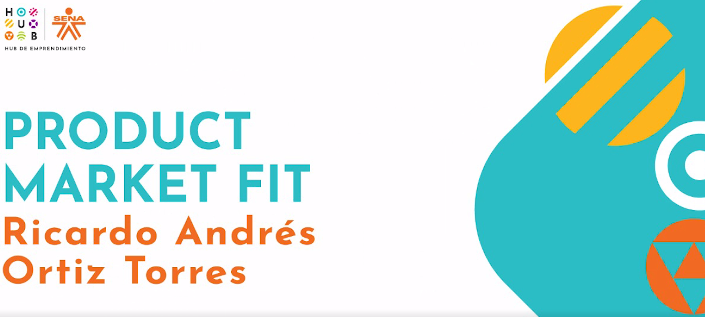 H U B
SENA
HUB DE EMPRENDIMIENTO
PRODUCT
MARKET FIT
Ricardo Andrés
Ortiz Torres